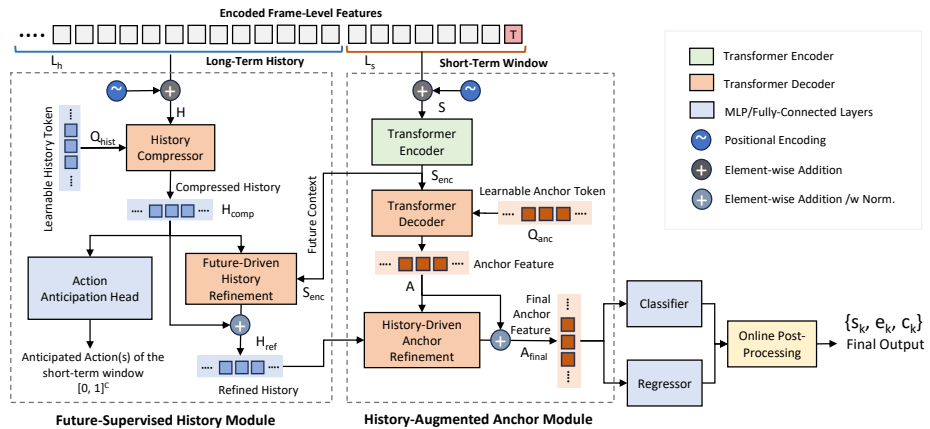 Encoded Frame-Level Features
....
T
L_h
Long-Term History
L_s
Short-Term Window
Learnable History Token
Q_hist
~
+
H
History
Compressor
Compressed History
H_comp
Action
Anticipation Head
Anticipated Action(s) of the
short-term window
[0, 1]^C
Future-Driven
History
Refinement
S_enc
Future Context
+
H_ref
Refined History
Future-Supervised History Module
+
~
S
Transformer
Encoder
S_enc
Transformer
Decoder
Learnable Anchor Token
Q_anc
Anchor Feature
A
History-Driven
Anchor Refinement
+
Final
Anchor
Feature
A_final
History-Augmented Anchor Module
Classifier
Regressor
Online Post-
Processing
{s_k, e_k, c_k}
Final Output
Transformer Encoder
Transformer Decoder
MLP/Fully-Connected Layers
~ Positional Encoding
+ Element-wise Addition
+ Element-wise Addition /w Norm.